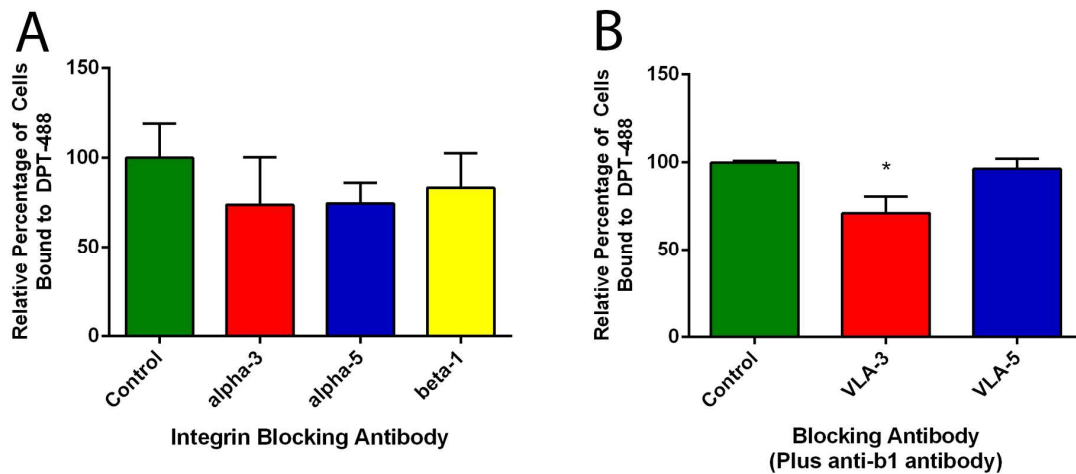 A
Relative Percentage of Cells
Bound to DPT-488
150
100
50
0
Control
alpha-3
alpha-5
beta-1
Integrin Blocking Antibody
B
Relative Percentage of Cells
Bound to DPT-488
150
100
50
0
*
Control
VLA-3
VLA-5
Blocking Antibody
(Plus anti-b1 antibody)